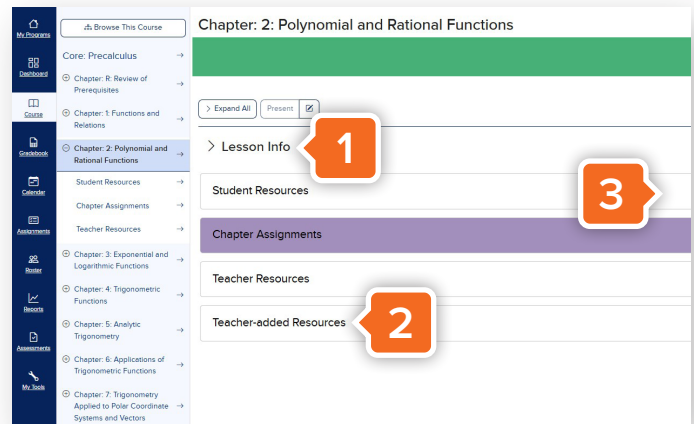 My Programs
Dashboard
Course
Gradebook
Calendar
Assignments
Roster
Reports
Assessments
My Tools
Browse This Course
Core: Precalculus
Chapter: R: Review of
Prerequisites
Chapter: 1: Functions and
Relations
Chapter: 2: Polynomial and
Rational Functions
Student Resources
Chapter Assignments
Teacher Resources
Chapter: 3: Exponential and
Logarithmic Functions
Chapter: 4: Trigonometric
Functions
Chapter: 5: Analytic
Trigonometry
Chapter: 6: Applications of
Trigonometric Functions
Chapter: 7: Trigonometry
Applied to Polar Coordinate
Systems and Vectors
Chapter: 2: Polynomial and Rational Functions
Expand All Present
Lesson Info 1
Student Resources 3
Chapter Assignments
Teacher Resources
Teacher-added Resources 2